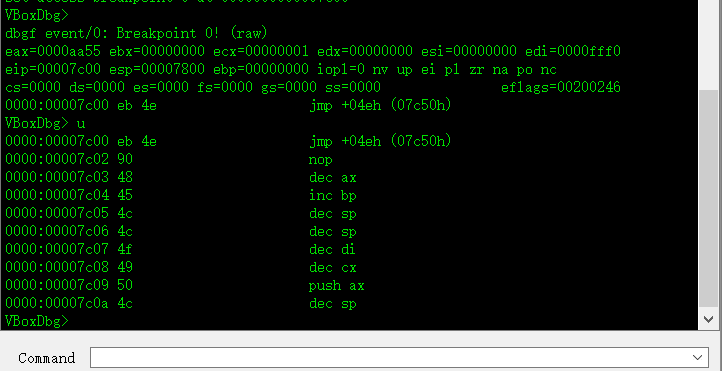 VBoxDbg>
dbgf event/0: Breakpoint 0! (raw)
eax=0000aa55 ebx=00000000 ecx=00000001 edx=00000000 esi=00000000 edi=0000fff0
eip=00007c00 esp=00007800 ebp=00000000 iopl=0 nv up ei pl zr na po nc
cs=0000 ds=0000 es=0000 fs=0000 gs=0000 ss=0000               eflags=00200246
0000:00007c00 eb 4e                   jmp +04eh (07c50h)
VBoxDbg> u
0000:00007c00 eb 4e                   jmp +04eh (07c50h)
0000:00007c02 90                      nop
0000:00007c03 48                      dec ax
0000:00007c04 45                      inc bp
0000:00007c05 4c                      dec sp
0000:00007c06 4c                      dec sp
0000:00007c07 4f                      dec di
0000:00007c08 49                      dec cx
0000:00007c09 50                      push ax
0000:00007c0a 4c                      dec sp
VBoxDbg>
Command